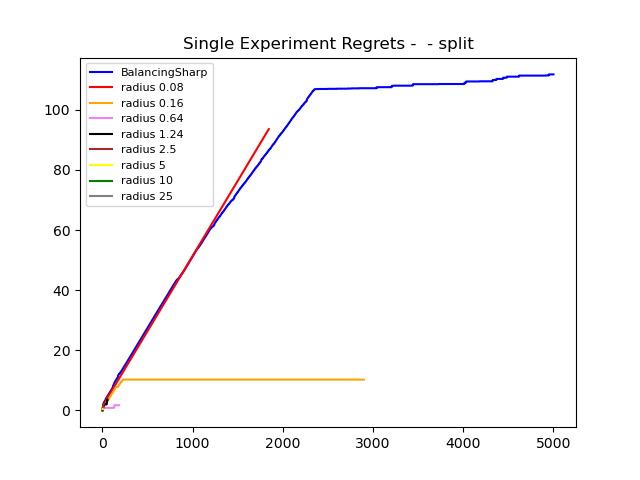 Single Experiment Regrets -  - split
BalancingSharp
radius 0.08
radius 0.16
radius 0.64
radius 1.24
radius 2.5
radius 5
radius 10
radius 25
100
80
60
40
20
0
0 1000 2000 3000 4000 5000